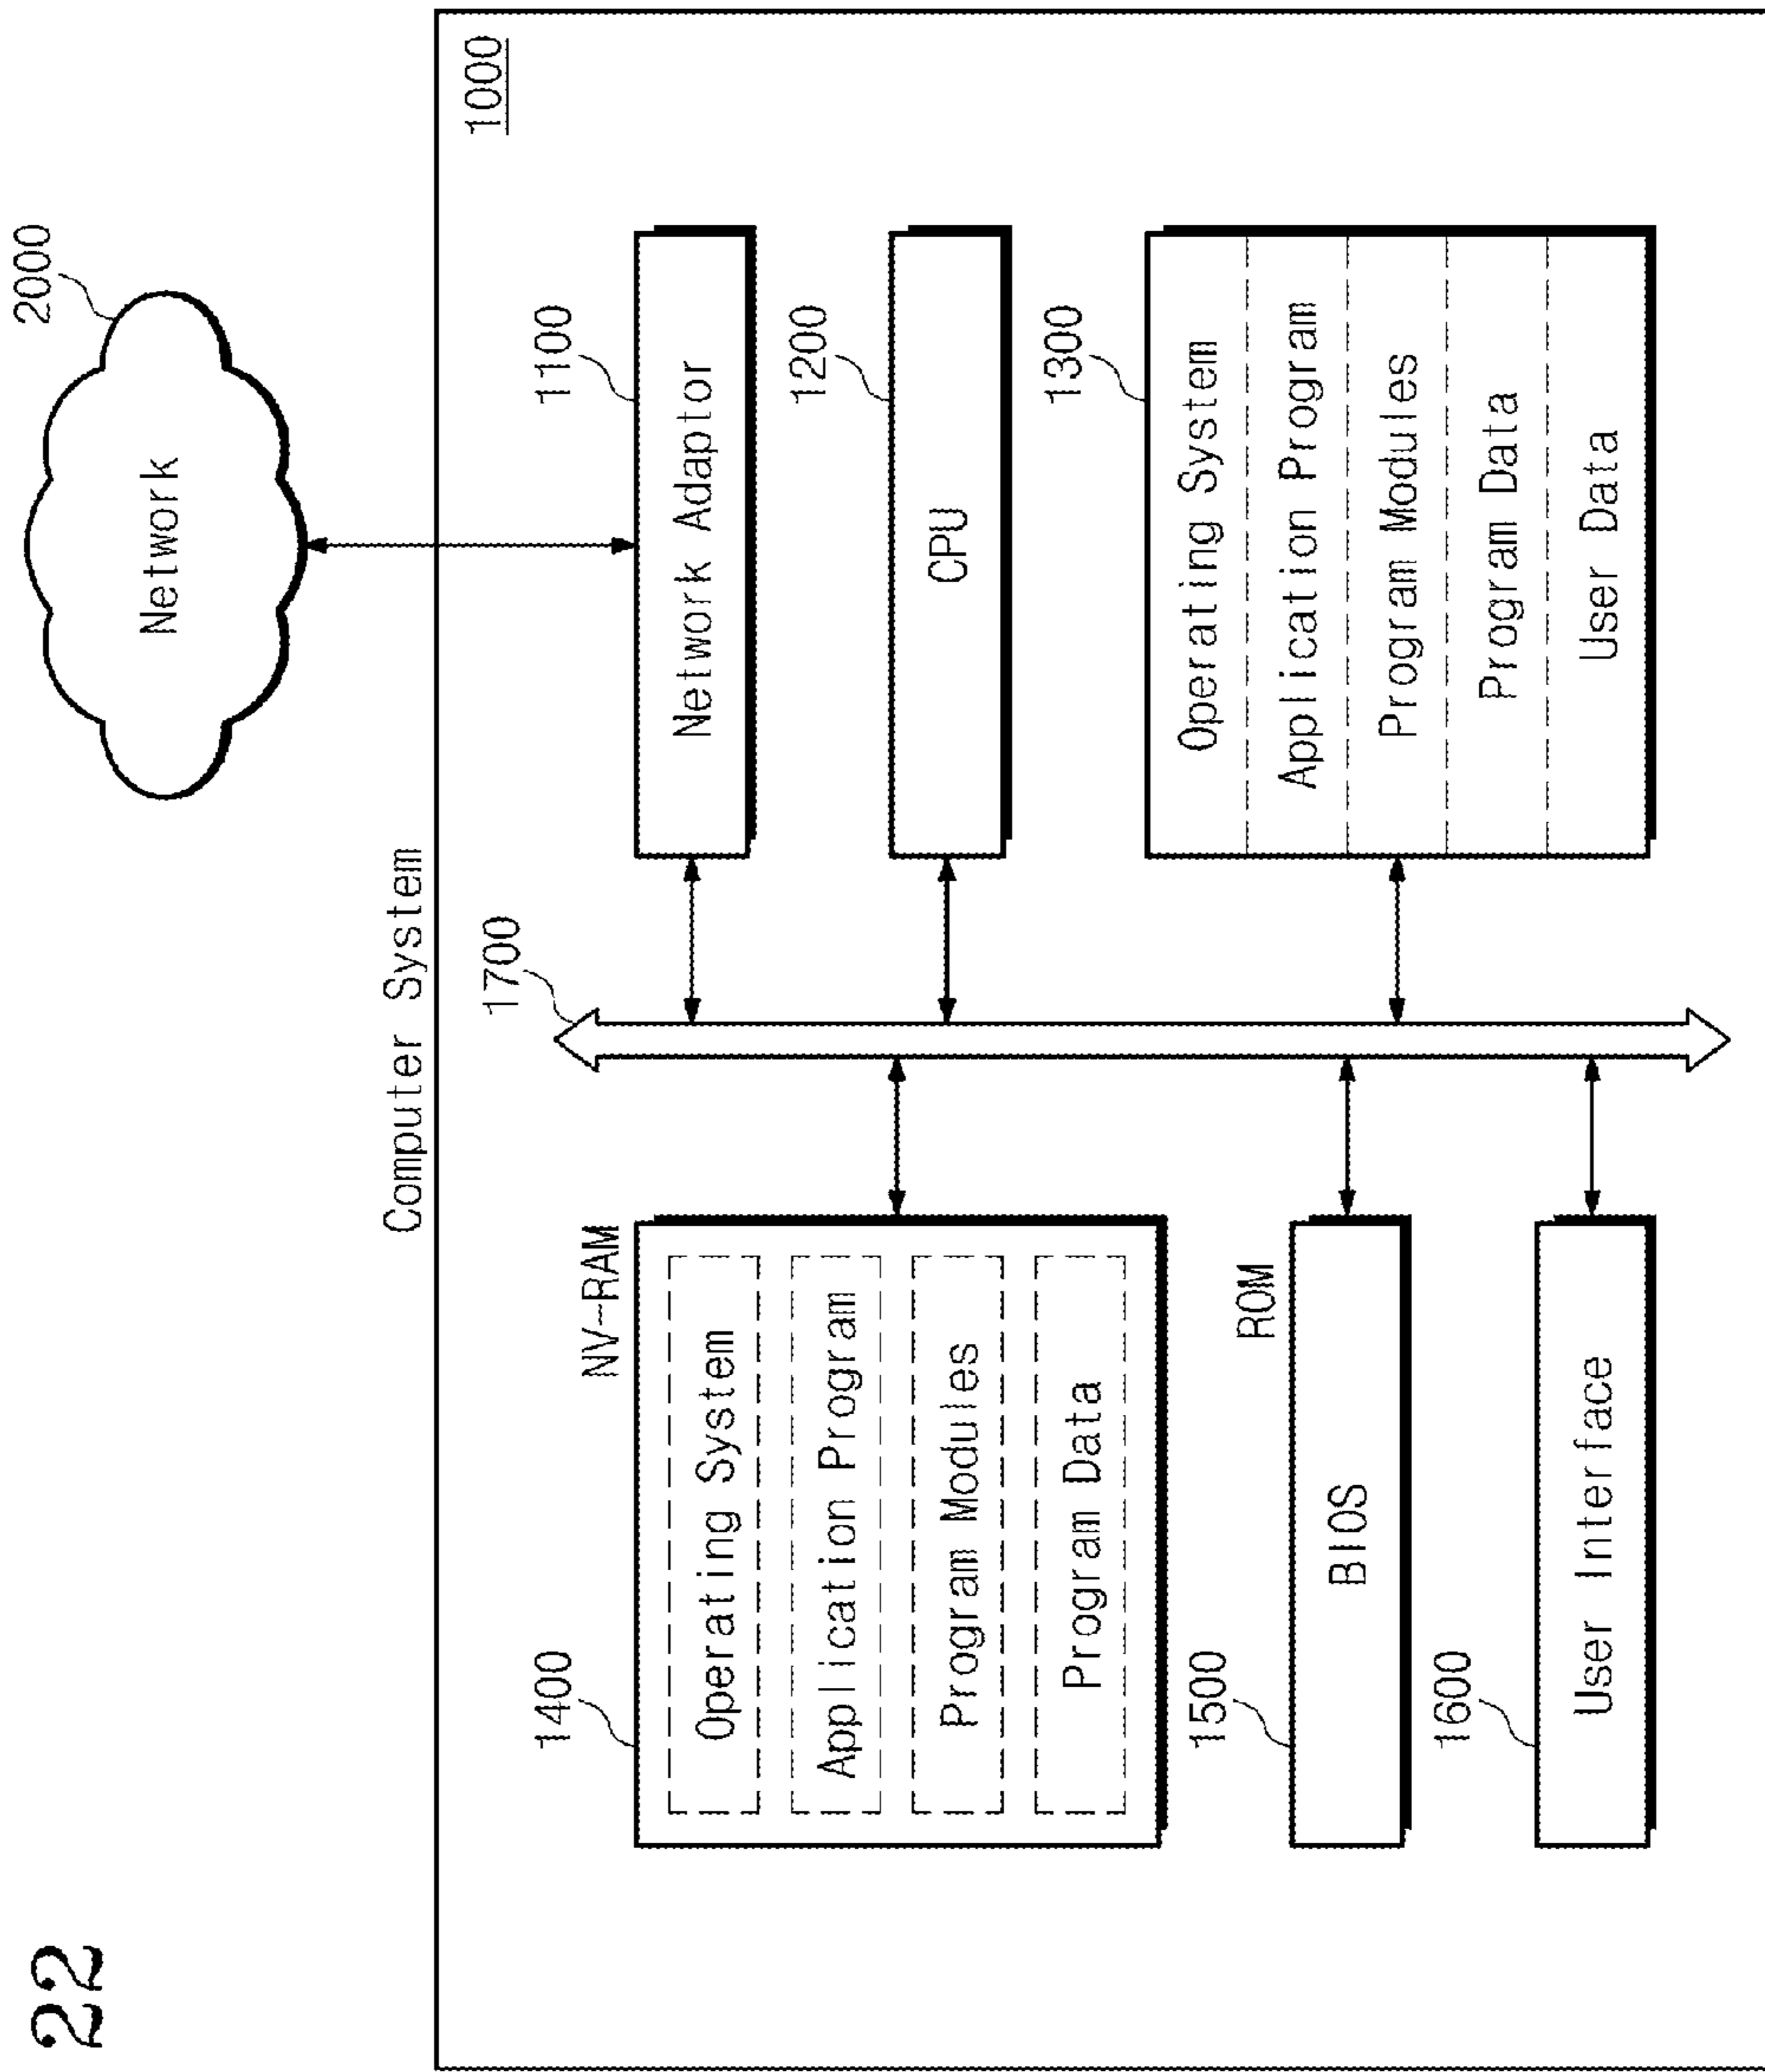 22
Computer System
Network
2000
1000
NV-RAM
1400
Operating System
Application Program
Program Modules
Program Data
ROM
1500
BIOS
1600
User Interface
1700
1100
Network Adaptor
1200
CPU
1300
Operating System
Application Program
Program Modules
Program Data
User Data